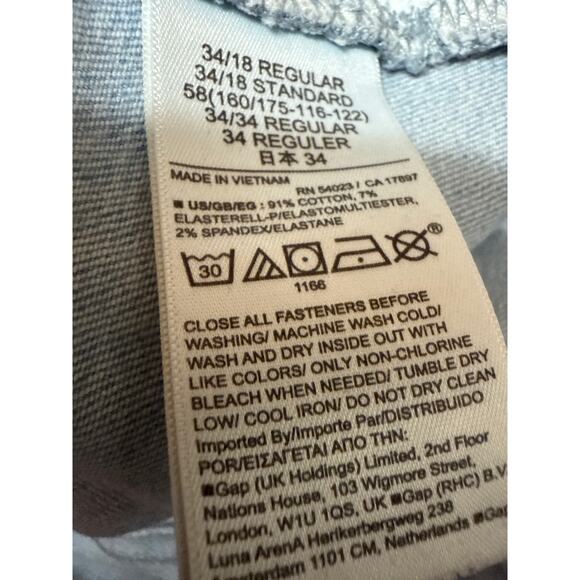 34/18 REGULAR
34/18 STANDARD
58(160/175-116-122)
34/34 REGULAR
34 REGULER
日本 34
MADE IN VIETNAM
RN 54023 / CA 17897
■ US/GB/EG : 91% COTTON, 7%
ELASTERELL-P/ELASTOMULTIESTER,
2% SPANDEX/ELASTANE
30
®
1166
CLOSE ALL FASTENERS BEFORE
WASHING/ MACHINE WASH COLD/
WASH AND DRY INSIDE OUT WITH
LIKE COLORS/ ONLY NON-CHLORINE
BLEACH WHEN NEEDED/ TUMBLE DRY
LOW/ COOL IRON/ DO NOT DRY CLEAN
Imported By/Importe Par/DISTRIBUIDO
POR/ΕΙΣΑΓΕΤΑΙ ΑΠΟ ΤΗΝ:
■Gap (UK Holdings) Limited, 2nd Floor
Nations House, 103 Wigmore Street,
London, W1U 1QS, UK ■Gap (RHC) B.V.
Luna ArenA Herikerbergweg 238
Amsterdam 1101 CM, Netherlands ■Gap